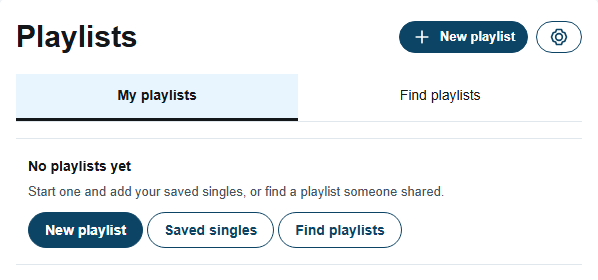 Playlists
New playlist
My playlists
Find playlists
No playlists yet
Start one and add your saved singles, or find a playlist someone shared.
New playlist
Saved singles
Find playlists